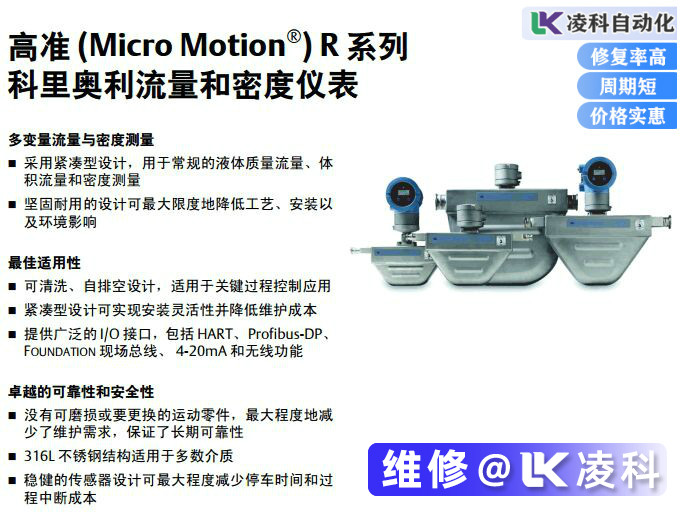 高准 (Micro Motion®) R 系列
科里奥利流量和密度仪表
LK 凌科自动化
修复率高
周期短
价格实惠
多变量流量与密度测量
■ 采用紧凑型设计，用于常规的液体质量流量、体
积流量和密度测量
■ 坚固耐用的设计可最大限度地降低工艺、安装以
及环境影响
最佳适用性
■ 可清洗、自排空设计，适用于关键过程控制应用
■ 紧凑型设计可实现安装灵活性并降低维护成本
■ 提供广泛的 I/O 接口，包括 HART、Profibus-DP、
FOUNDATION 现场总线、 4-20mA 和无线功能
卓越的可靠性和安全性
■ 没有可磨损或要更换的运动零件，最大程度地减
少了维护需求，保证了长期可靠性
■ 316L 不锈钢结构适用于多数介质
■ 稳健的传感器设计可最大程度减少停车时间和过
程中断成本
维修@LK凌科